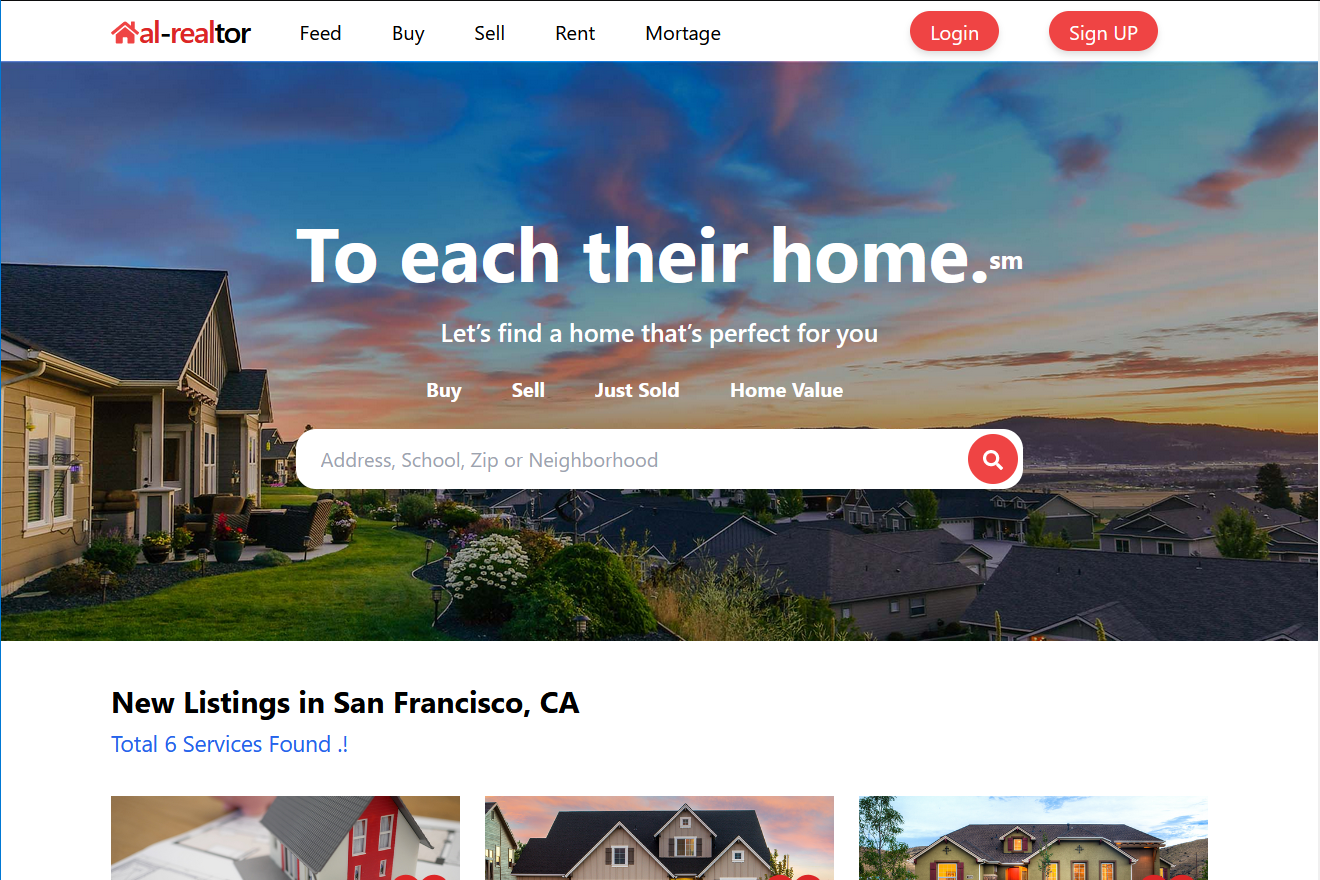 al-realtor Feed Buy Sell Rent Mortage Login Sign UP
To each their home.sm
Let’s find a home that’s perfect for you
Buy Sell Just Sold Home Value
Address, School, Zip or Neighborhood
New Listings in San Francisco, CA
Total 6 Services Found .!